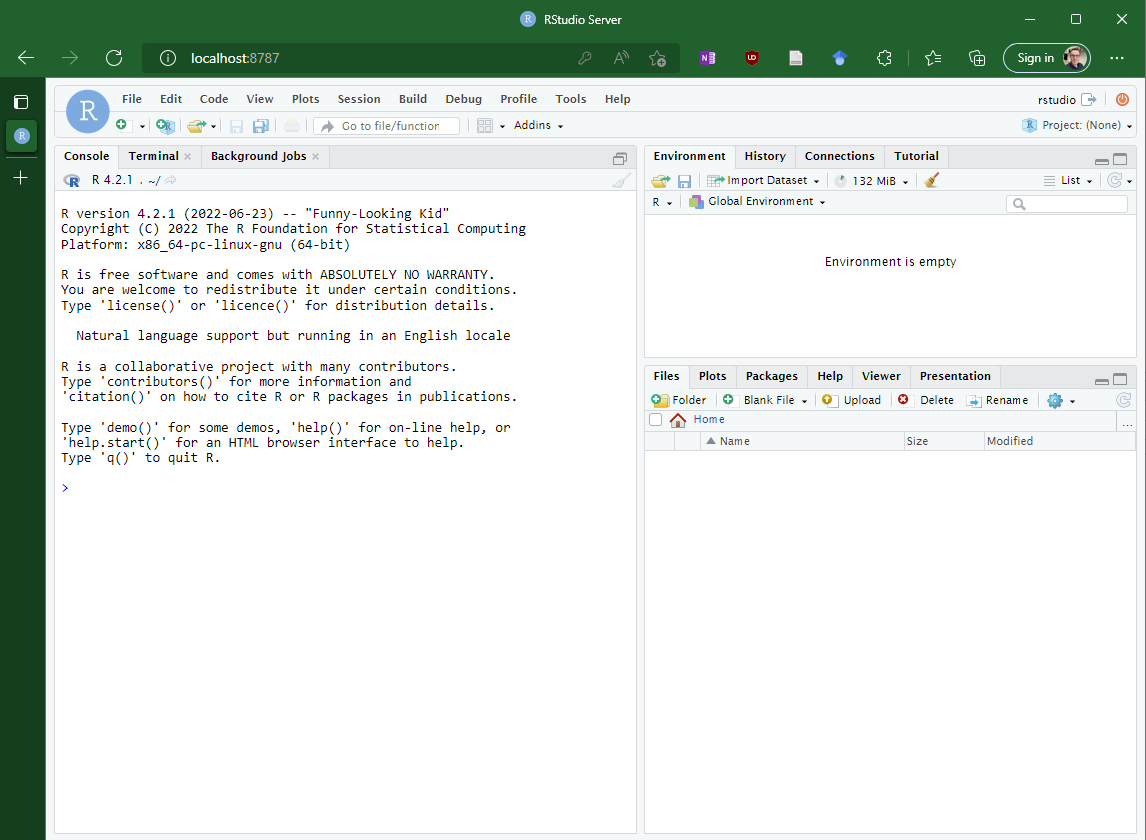 R RStudio Server
localhost:8787
Sign in
R
R
File Edit Code View Plots Session Build Debug Profile Tools Help
rstudio
Go to file/function
Addins
R Project: (None)
Console Terminal Background Jobs
R R 4.2.1 . ~/
R version 4.2.1 (2022-06-23) -- "Funny-Looking Kid"
Copyright (C) 2022 The R Foundation for Statistical Computing
Platform: x86_64-pc-linux-gnu (64-bit)
R is free software and comes with ABSOLUTELY NO WARRANTY.
You are welcome to redistribute it under certain conditions.
Type 'license()' or 'licence()' for distribution details.
Natural language support but running in an English locale
R is a collaborative project with many contributors.
Type 'contributors()' for more information and
'citation()' on how to cite R or R packages in publications.
Type 'demo()' for some demos, 'help()' for on-line help, or
'help.start()' for an HTML browser interface to help.
Type 'q()' to quit R.
>
Environment History Connections Tutorial
Import Dataset 132 MiB List
R Global Environment
Environment is empty
Files Plots Packages Help Viewer Presentation
Folder Blank File Upload Delete Rename
Home ...
Name Size Modified